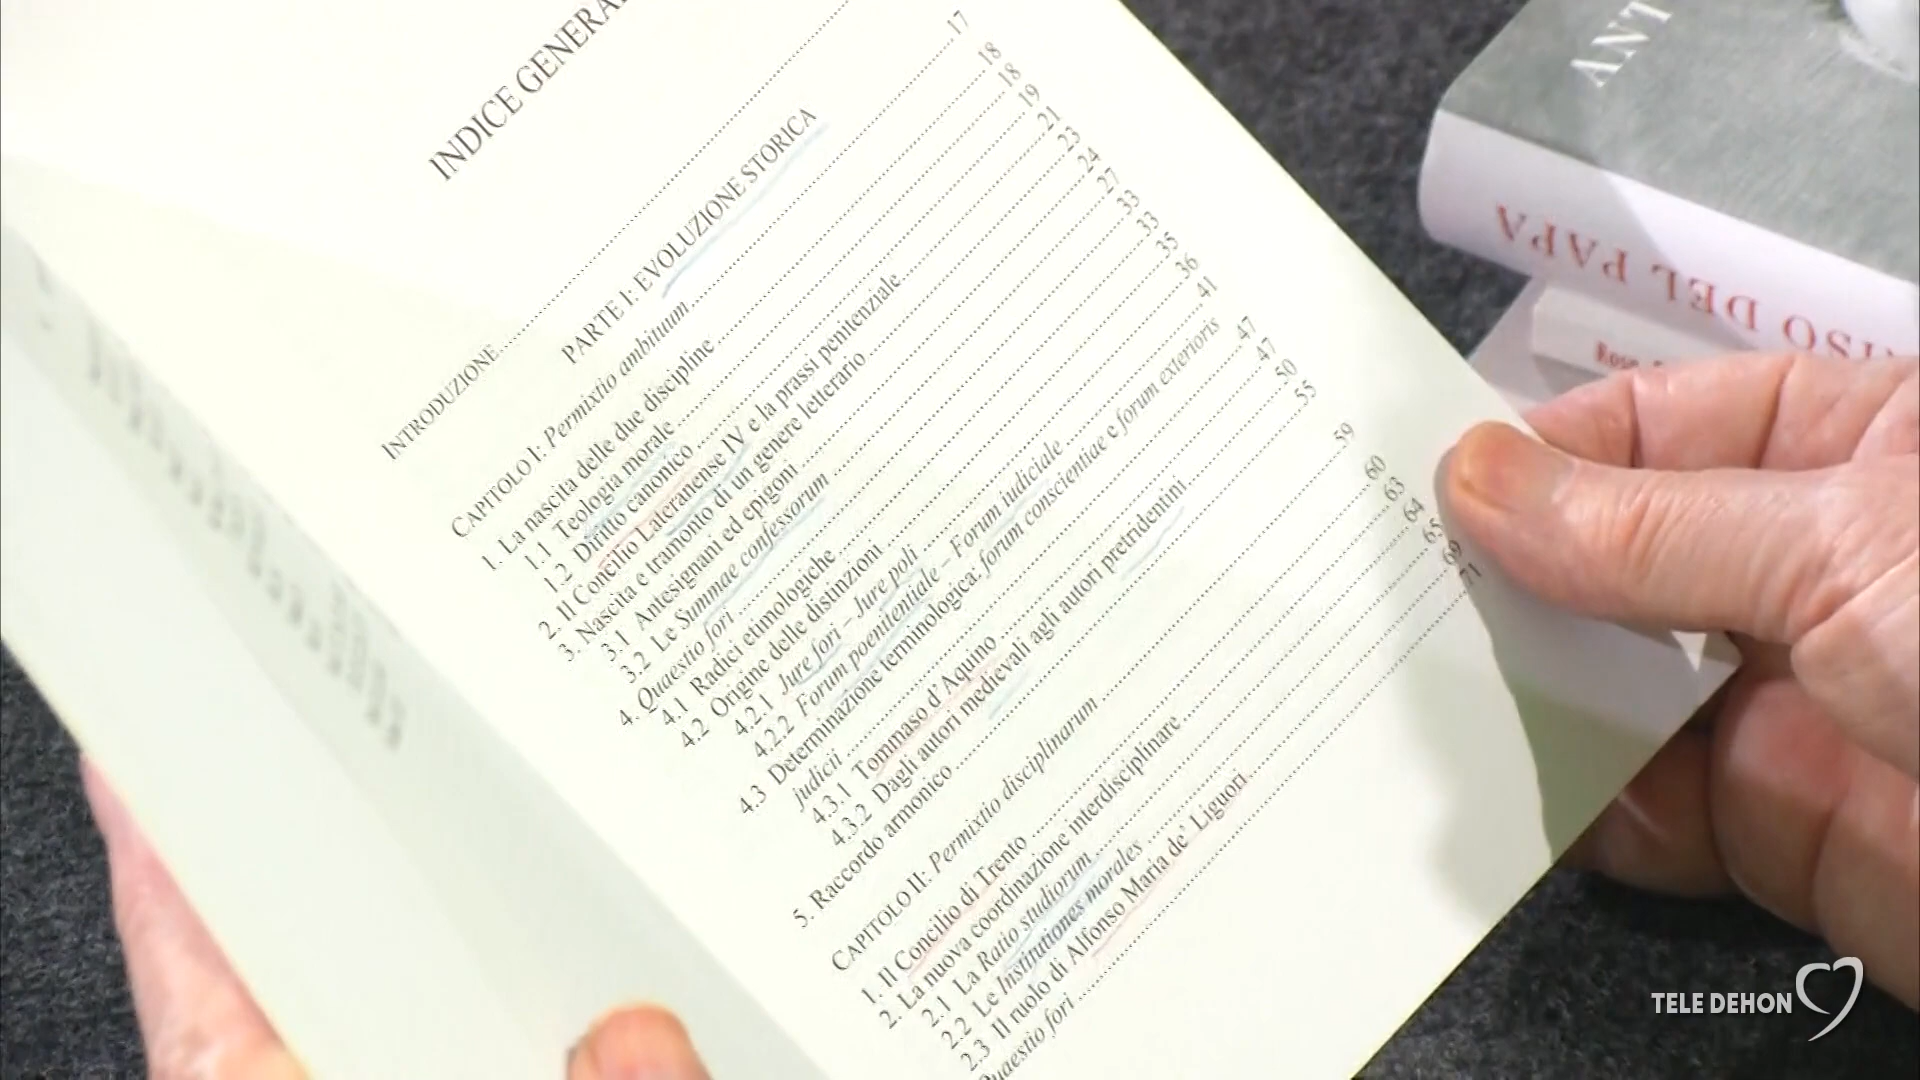 INDICE GENERA
INTRODUZIONE 17
PARTE I: EVOLUZIONE STORICA
CAPITOLO I: Permixtio ambituum 18
1. La nascita delle due discipline 18
1.1 Teologia morale 19
1.2 Diritto canonico 21
2. Il Concilio Lateranense IV e la prassi penitenziale 23
3. Nascita e tramonto di un genere letterario 24
3.1 Antesignani ed epigoni 27
3.2 Le Summae confessorum 33
4. Quaestio fori 33
4.1 Radici etimologiche 35
4.2 Origine delle distinzioni 36
4.2.1 Jure fori – Jure poli 41
4.2.2 Forum poenitentiale – Forum iudiciale
4.3 Determinazione terminologica: forum conscientiae e forum exterioris
judicii 47
4.3.1 Tommaso d'Aquino 47
4.3.2 Dagli autori medievali agli autori pretridentini 50
5. Raccordo armonico 55
CAPITOLO II: Permixtio disciplinarum 59
1. Il Concilio di Trento 60
2. La nuova coordinazione interdisciplinare 63
2.1 La Ratio studiorum 64
2.2 Le Institutiones morales 65
2.3 Il ruolo di Alfonso Maria de' Liguori 69
Quaestio fori 71
ANT
ISO DEL PAPA
TELE DEHON